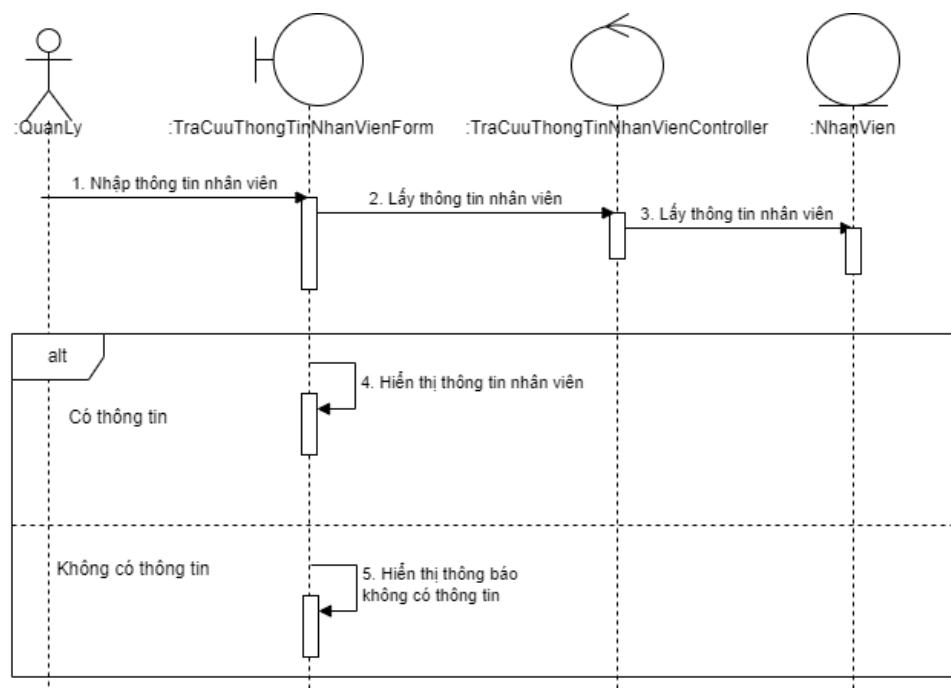 :QuanLy
:TraCuuThongTinNhanVienForm
:TraCuuThongTinNhanVienController
:NhanVien
1. Nhập thông tin nhân viên
2. Lấy thông tin nhân viên
3. Lấy thông tin nhân viên
alt
4. Hiển thị thông tin nhân viên
Có thông tin
Không có thông tin
5. Hiển thị thông báo
không có thông tin